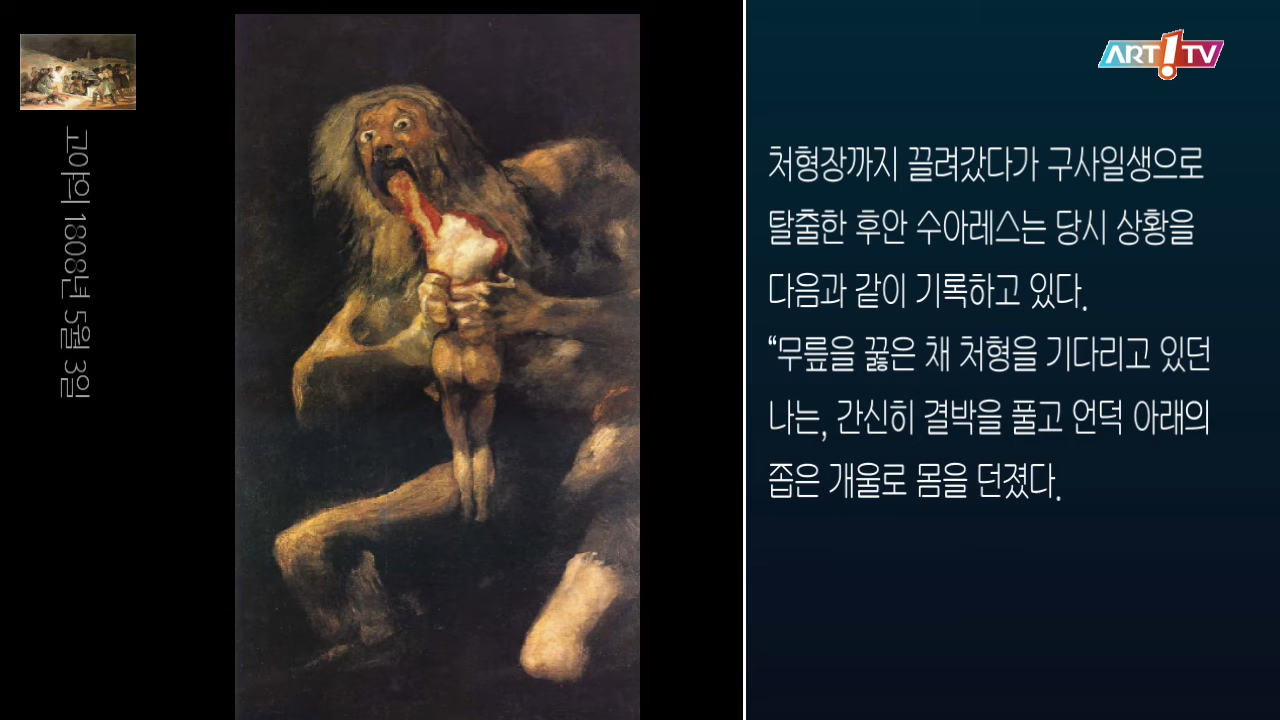 고야의 1808년 5월 3일
ART!TV
처형장까지 끌려갔다가 구사일생으로
탈출한 후안 수아레스는 당시 상황을
다음과 같이 기록하고 있다.
“무릎을 꿇은 채 처형을 기다리고 있던
나는, 간신히 결박을 풀고 언덕 아래의
좁은 개울로 몸을 던졌다.